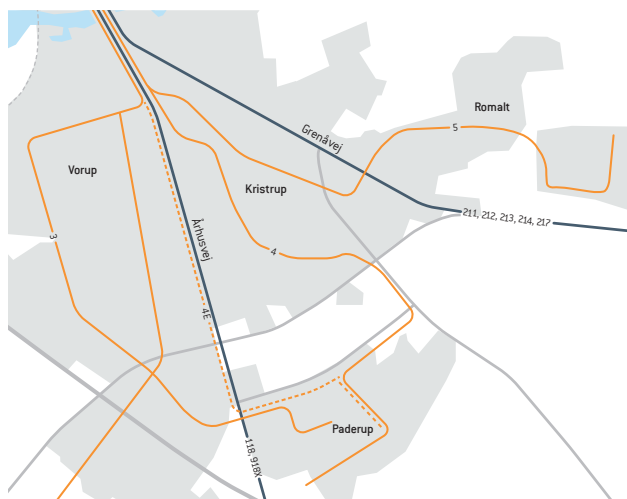 Romalt
5
Grenåvej
Vorup
Kristrup
211, 212, 213, 214, 217
Århusvej
3
4
4E
Paderup
118, 918X